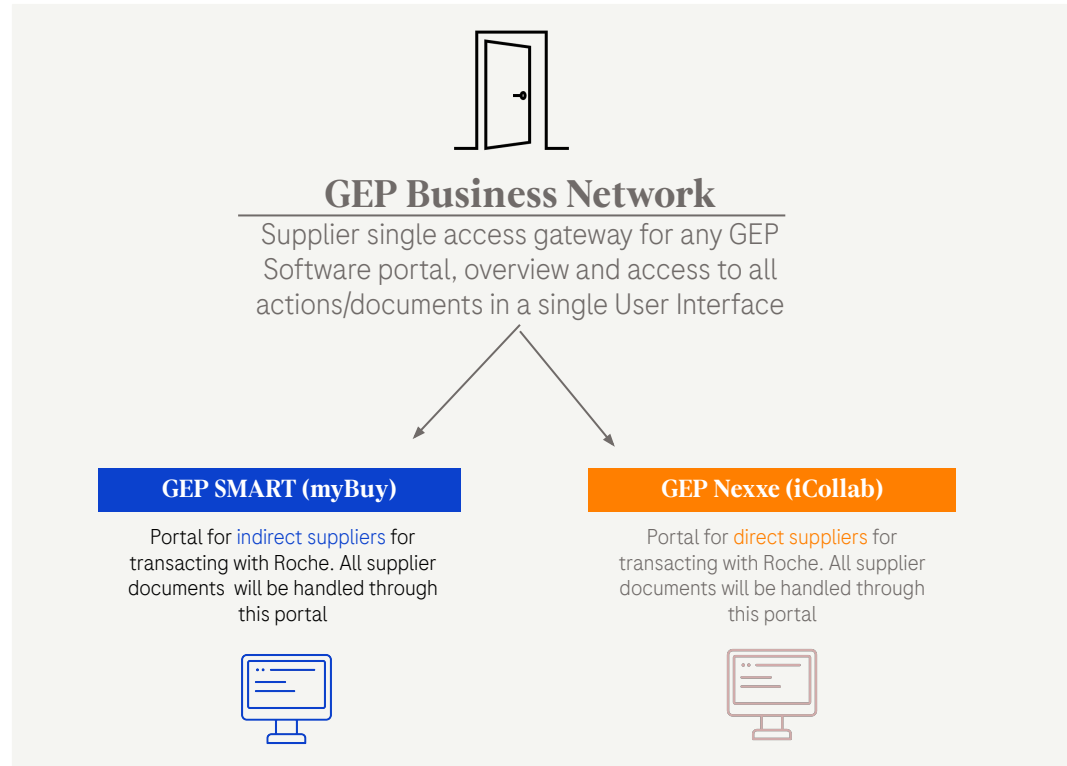 GEP Business Network
Supplier single access gateway for any GEP
Software portal, overview and access to all
actions/documents in a single User Interface
GEP SMART (myBuy)
Portal for indirect suppliers for
transacting with Roche. All supplier
documents  will be handled through
this portal
GEP Nexxe (iCollab)
Portal for direct suppliers for
transacting with Roche. All supplier
documents will be handled through
this portal